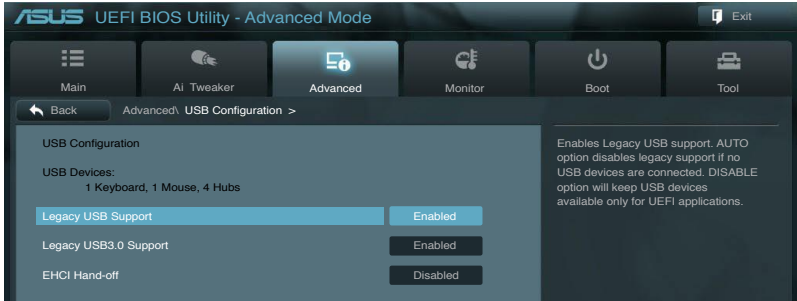 ASUS UEFI BIOS Utility - Advanced Mode
Exit
Main
Ai Tweaker
Advanced
Monitor
Boot
Tool
Back
Advanced\ USB Configuration >
USB Configuration
USB Devices:
1 Keyboard, 1 Mouse, 4 Hubs
Legacy USB Support Enabled
Legacy USB3.0 Support Enabled
EHCI Hand-off Disabled
Enables Legacy USB support. AUTO
option disables legacy support if no
USB devices are connected. DISABLE
option will keep USB devices
available only for UEFI applications.